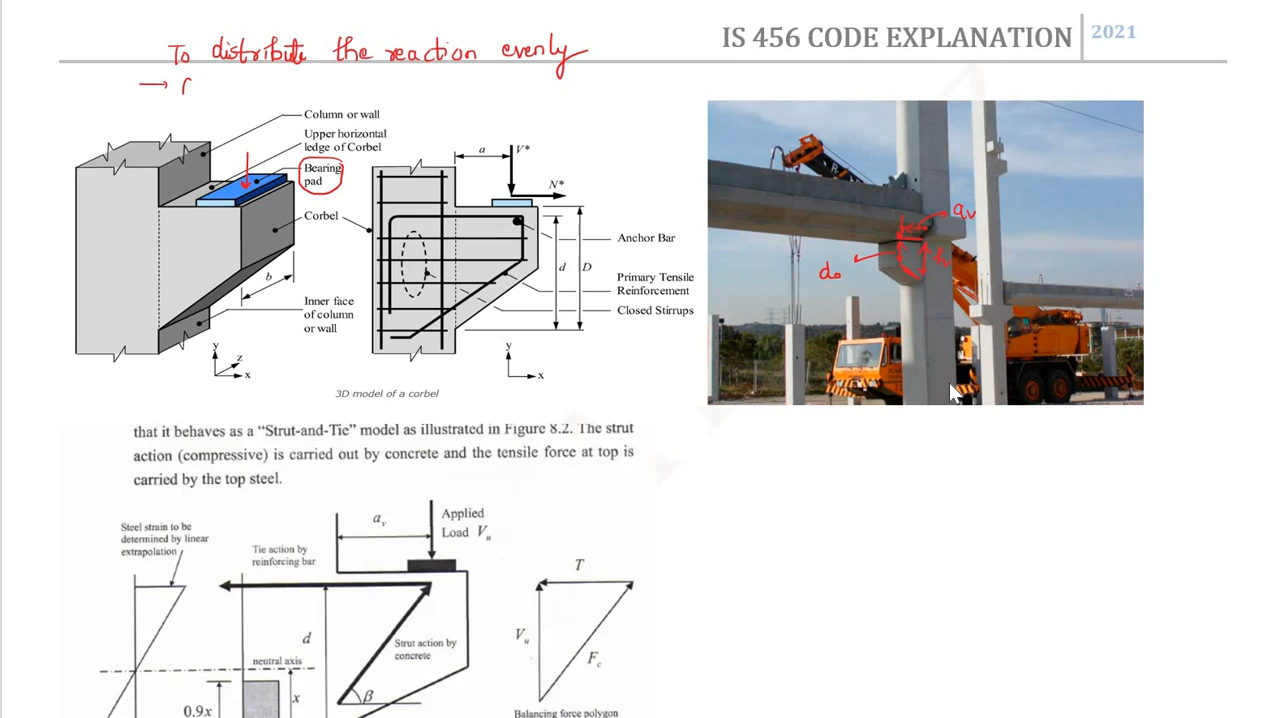 IS 456 CODE EXPLANATION 2021
To distribute the reaction evenly
Column or wall
Upper horizontal
ledge of Corbel
Bearing
pad
Corbel
b
Inner face
of column
or wall
y
z
x
3D model of a corbel
a
V*
N*
d
D
Anchor Bar
Primary Tensile
Reinforcement
Closed Stirrups
y
x
av
do
that it behaves as a “Strut-and-Tie” model as illustrated in Figure 8.2. The strut
action (compressive) is carried out by concrete and the tensile force at top is
carried by the top steel.
Steel strain to be
determined by linear
extrapolation
Tie action by
reinforcing bar
av
Applied
Load Vu
d
Strut action by
concrete
neutral axis
x
0.9x
β
T
Vu
Fc
Balancing force polygon